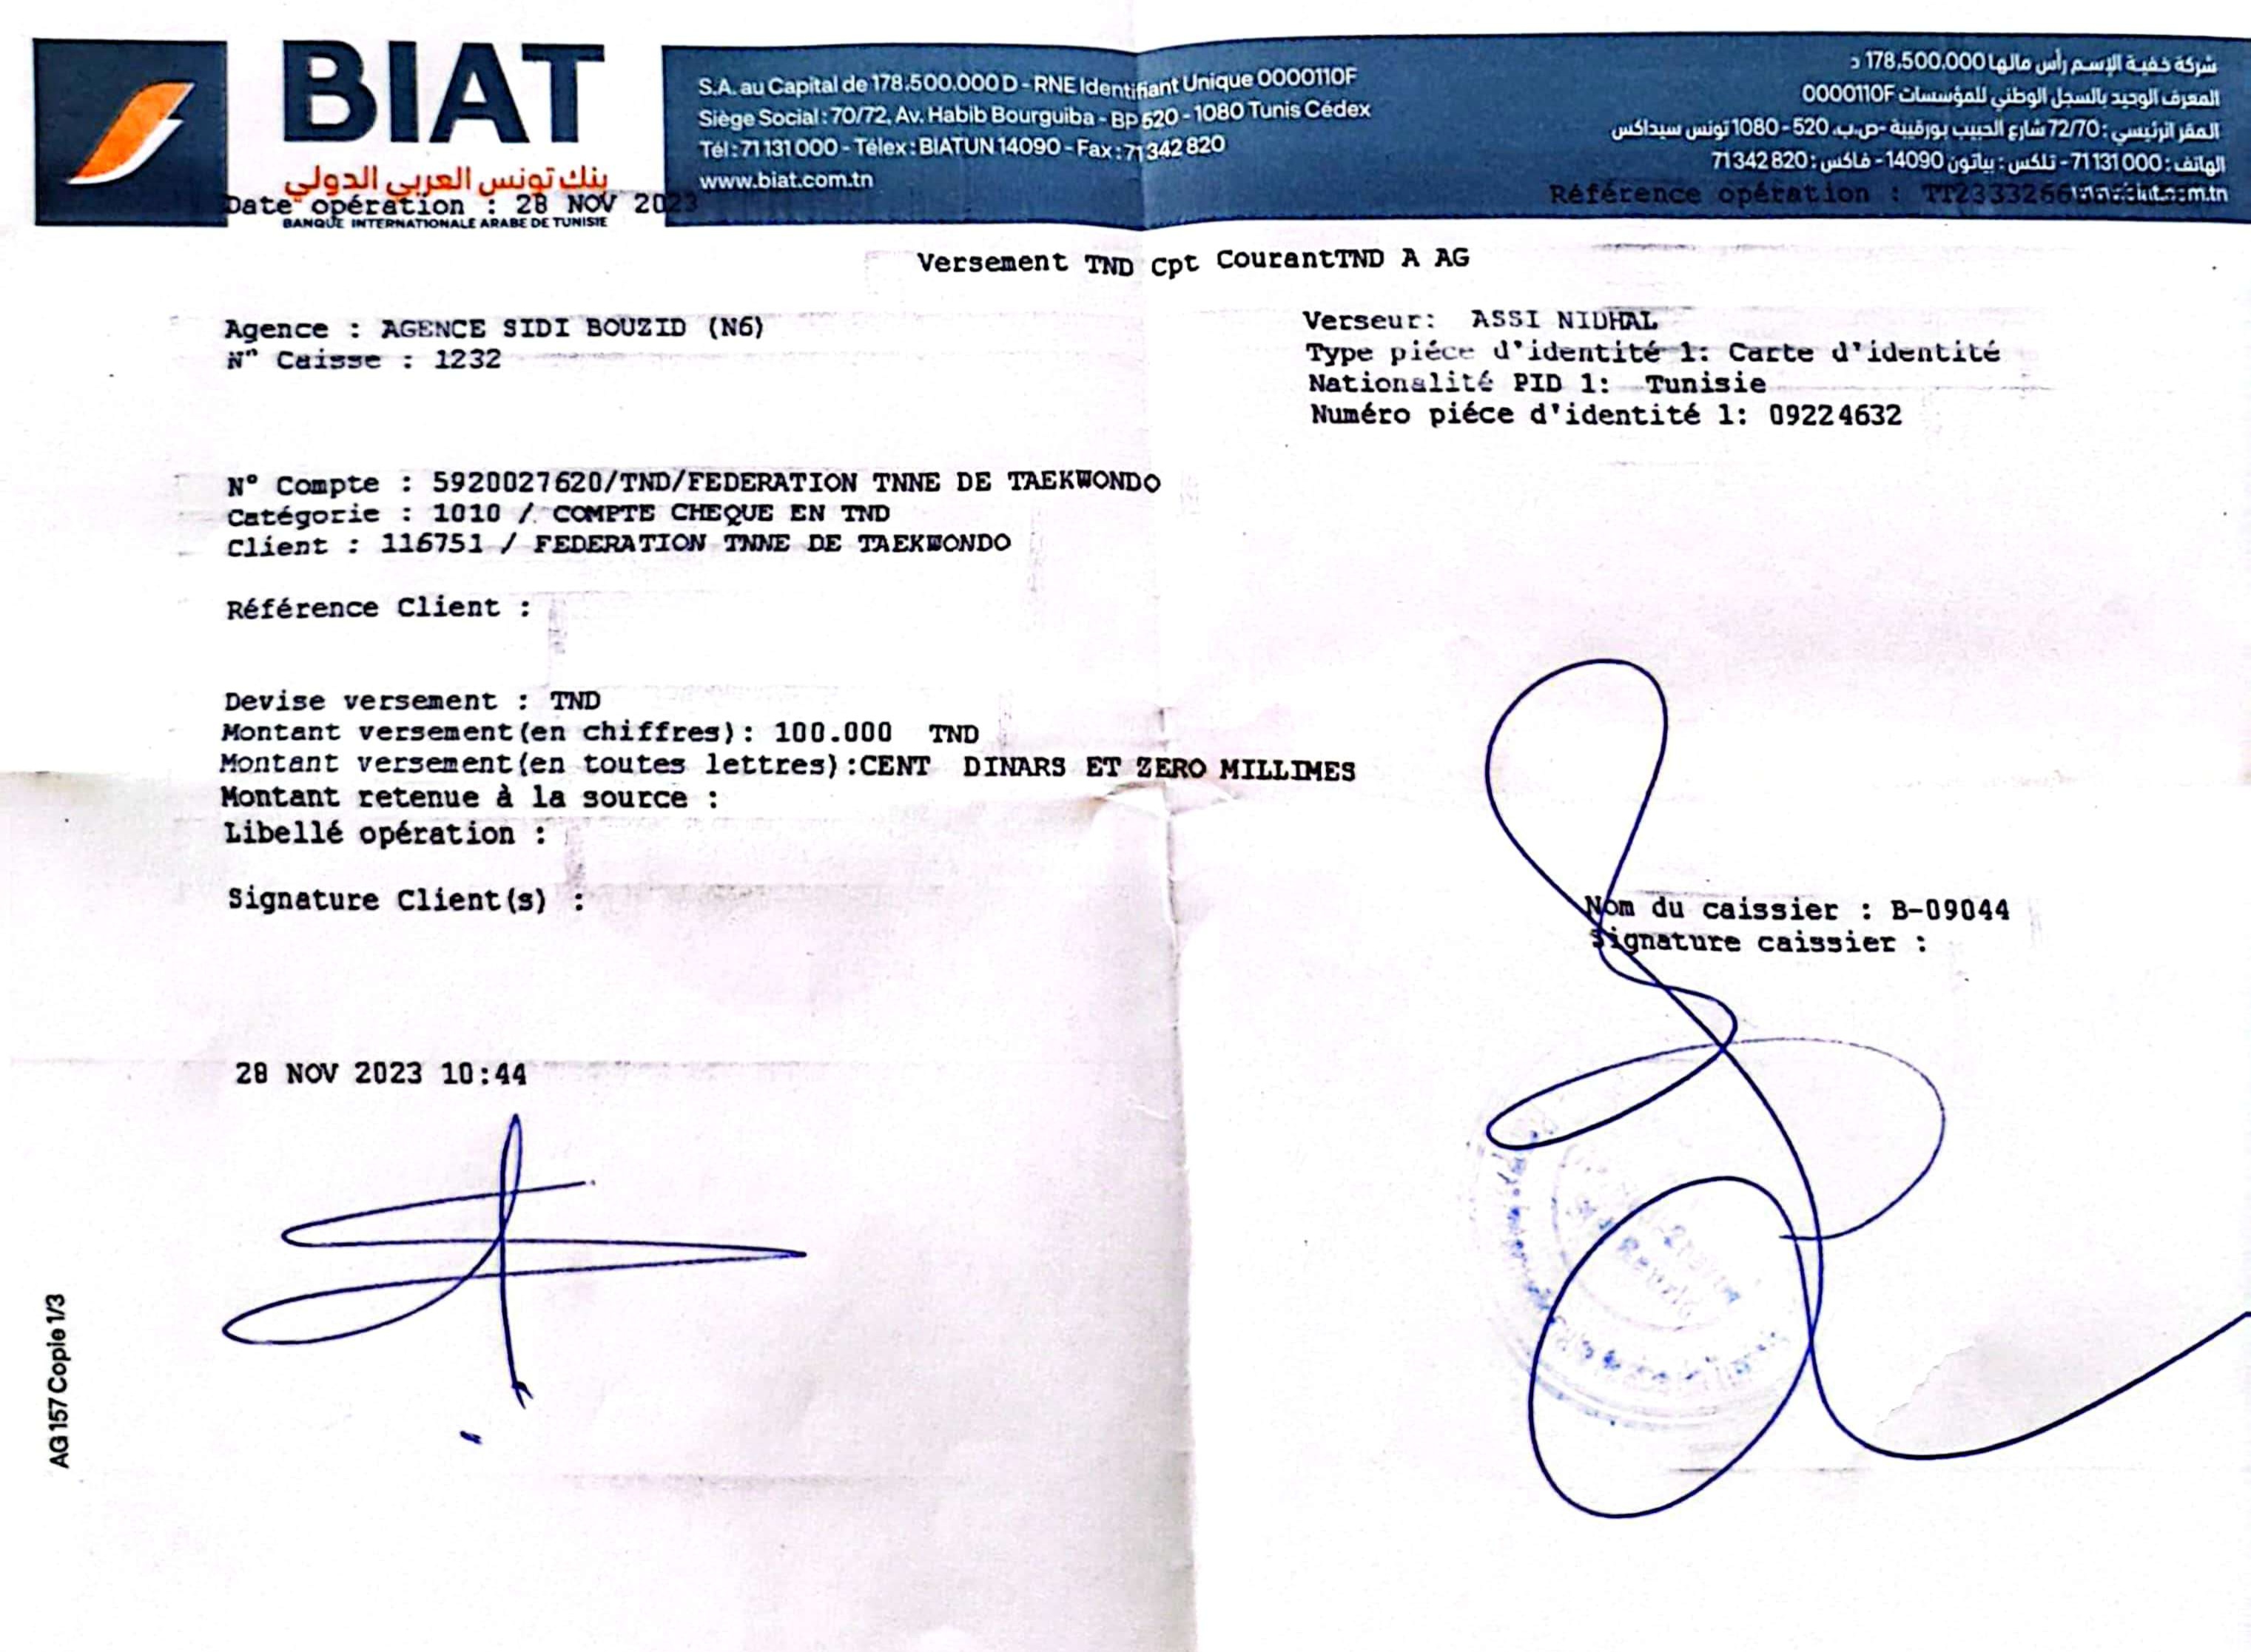 BIAT
بنك تونس العربي الدولي
BANQUE INTERNATIONALE ARABE DE TUNISIE
S.A. au Capital de 178.500.000 D - RNE Identifiant Unique 0000110F
Siège Social : 70/72, Av. Habib Bourguiba - BP 520 - 1080 Tunis Cédex
Tél : 71 131 000 - Télex : BIATUN 14090 - Fax : 71 342 820
www.biat.com.tn
شركة خفية الإسم رأس مالها 178.500.000 د
المعرف الوحيد بالسجل الوطني للمؤسسات 0000110F
المقر الرئيسي : 72/70 شارع الحبيب بورقيبة -ص.ب. 520 - 1080 تونس سيداكس
الهاتف : 71 131 000 - تلكس : بياتون 14090 - فاكس : 71 342 820
Date opération : 28 NOV 2023
Référence opération :
Versement TND Cpt CourantTND A AG
Agence : AGENCE SIDI BOUZID (N6)
N° Caisse : 1232
Verseur: ASSI NIDHAL
Type piéce d'identité 1: Carte d'identité
Nationalité PID 1: Tunisie
Numéro piéce d'identité 1: 09224632
N° Compte : 5920027620/TND/FEDERATION TNNE DE TAEKWONDO
Catégorie : 1010 / COMPTE CHEQUE EN TND
Client : 116751 / FEDERATION TNNE DE TAEKWONDO
Référence Client :
Devise versement : TND
Montant versement(en chiffres): 100.000 TND
Montant versement(en toutes lettres):CENT DINARS ET ZERO MILLIMES
Montant retenue à la source :
Libellé opération :
Signature Client(s) :
Nom du caissier : B-09044
Signature caissier :
28 NOV 2023 10:44
AG 157 Copie 1/3